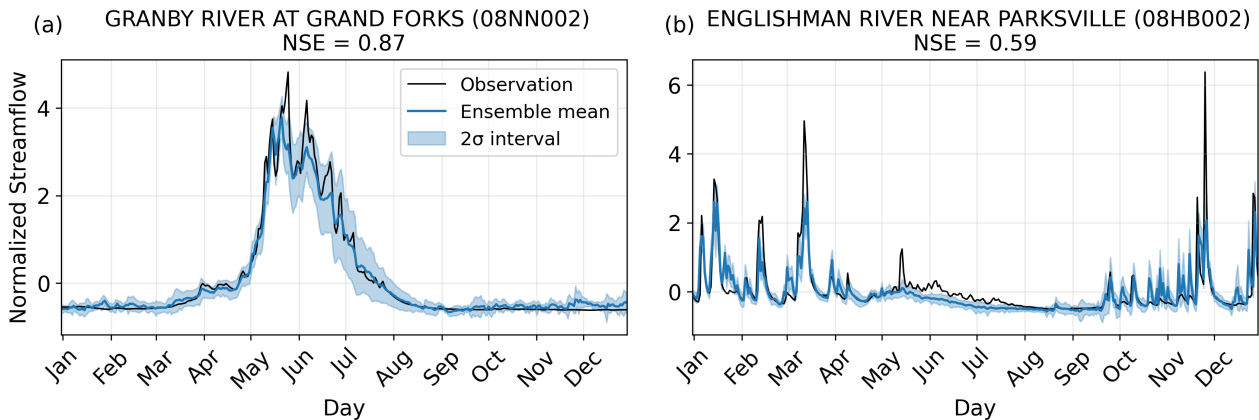 (a) GRANBY RIVER AT GRAND FORKS (08NN002)
NSE = 0.87
Normalized Streamflow
4
2
0
Observation
Ensemble mean
2σ interval
Jan Feb Mar Apr May Jun Jul Aug Sep Oct Nov Dec
Day
(b) ENGLISHMAN RIVER NEAR PARKSVILLE (08HB002)
NSE = 0.59
6
4
2
0
Jan Feb Mar Apr May Jun Jul Aug Sep Oct Nov Dec
Day